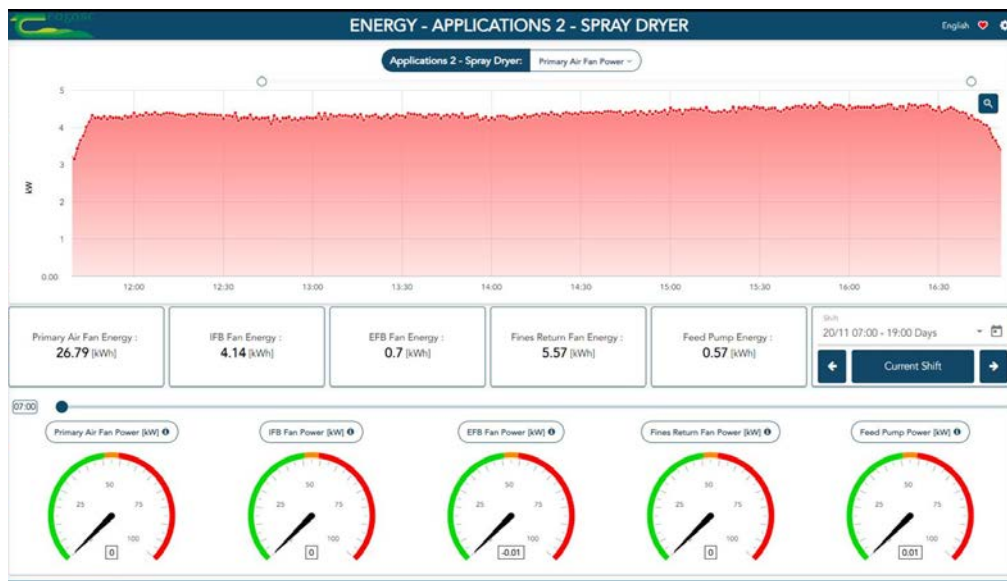 ENERGY - APPLICATIONS 2 - SPRAY DRYER
English
Applications 2 - Spray Dryer: Primary Air Fan Power
5
4
3
2
1
0.00
kW
12:00 12:30 13:00 13:30 14:00 14:30 15:00 15:30 16:00 16:30
Primary Air Fan Energy :
26.79 [kWh]
IFB Fan Energy :
4.14 [kWh]
EFB Fan Energy :
0.7 [kWh]
Fines Return Fan Energy :
5.57 [kWh]
Feed Pump Energy :
0.57 [kWh]
Shift
20/11 07:00 - 19:00 Days
Current Shift
07:00
Primary Air Fan Power [kW]
25 50 75 100
0
IFB Fan Power [kW]
25 50 75 100
0
EFB Fan Power [kW]
25 50 75 100
-0.01
Fines Return Fan Power [kW]
25 50 75 100
0
Feed Pump Power [kW]
25 50 75 100
0.01